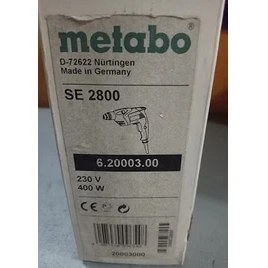 metabo
D-72622 Nürtingen
Made in Germany
SE 2800
6.20003.00
230 V
400 W